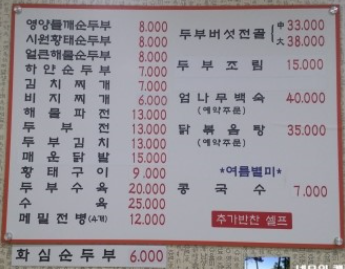 영양들깨순두부 8.000
시원황태순두부 8.000
얼큰해물순두부 8.000
하얀순두부 7.000
김치찌개 7.000
비지찌개 6.000
해물파전 13.000
두부전 13.000
두부김치 13.000
매운닭발 15.000
황태구이 9.000
두부수육 20.000
수육 25.000
메밀전병(4개) 12.000
화심순두부 6.000
두부버섯전골 中 33.000
大 38.000
두부조림 15.000
엄나무백숙 40.000
(예약주문)
닭볶음탕 35.000
(예약주문)
*여름별미*
콩국수 7.000
추가반찬 셀프